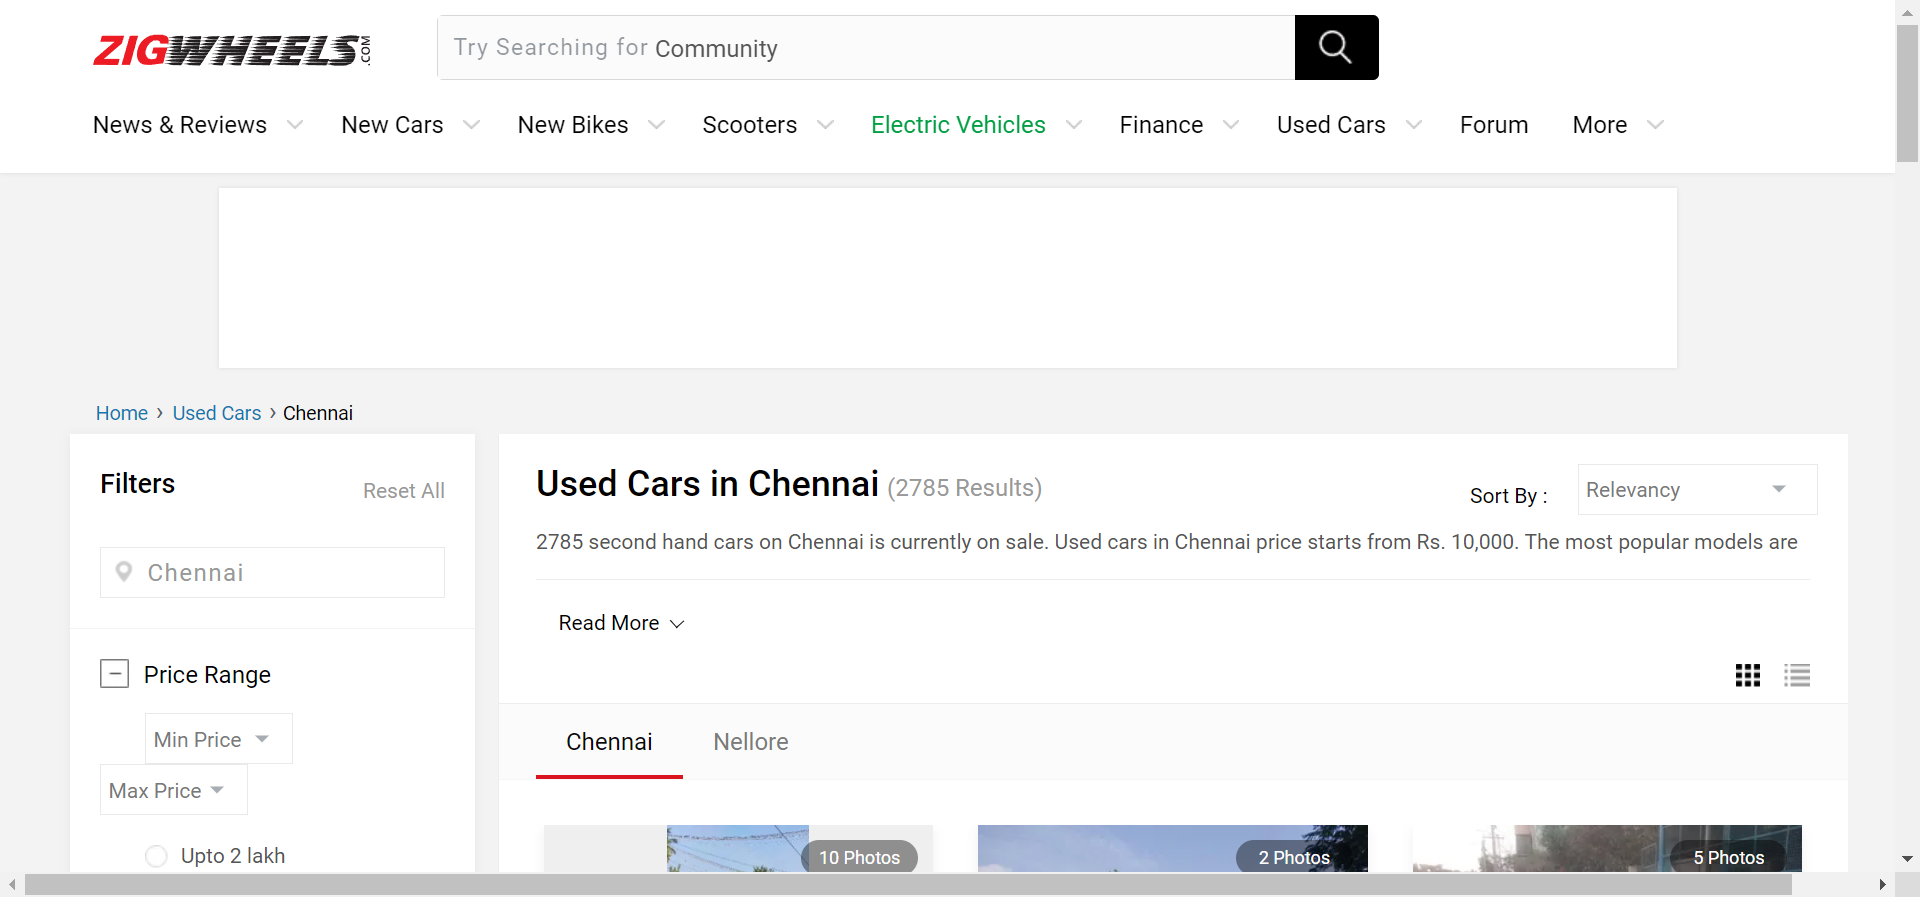 ZIGWHEELS.COM
Try Searching for Community
News & Reviews New Cars New Bikes Scooters Electric Vehicles Finance Used Cars Forum More
Home › Used Cars › Chennai
Filters
Reset All
Chennai
Price Range
Min Price
Max Price
Upto 2 lakh
Used Cars in Chennai (2785 Results)
Sort By :
Relevancy
2785 second hand cars on Chennai is currently on sale. Used cars in Chennai price starts from Rs. 10,000. The most popular models are
Read More
Chennai Nellore
10 Photos
2 Photos
5 Photos